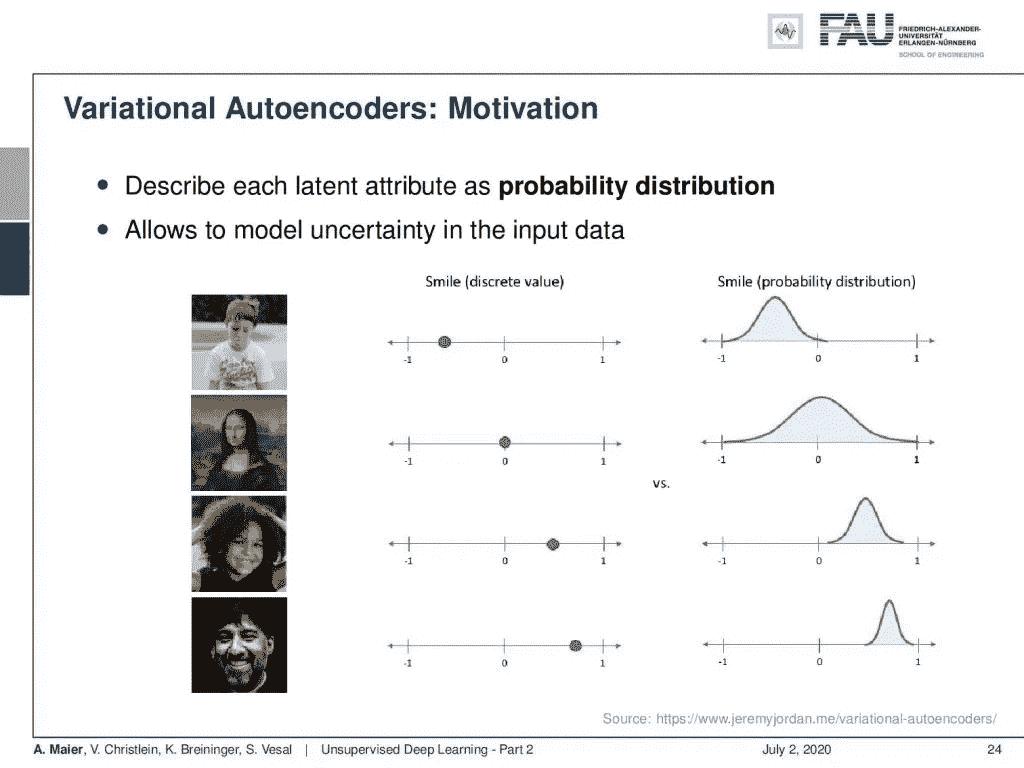 FAU
FRIEDRICH-ALEXANDER-
UNIVERSITÄT
ERLANGEN-NÜRNBERG
SCHOOL OF ENGINEERING
Variational Autoencoders: Motivation
• Describe each latent attribute as probability distribution
• Allows to model uncertainty in the input data
Smile (discrete value) Smile (probability distribution)
-1 0 1 -1 0 1
-1 0 1 -1 0 1
vs.
-1 0 1 -1 0 1
-1 0 1 -1 0 1
Source: https://www.jeremyjordan.me/variational-autoencoders/
A. Maier, V. Christlein, K. Breininger, S. Vesal | Unsupervised Deep Learning - Part 2 July 2, 2020 24